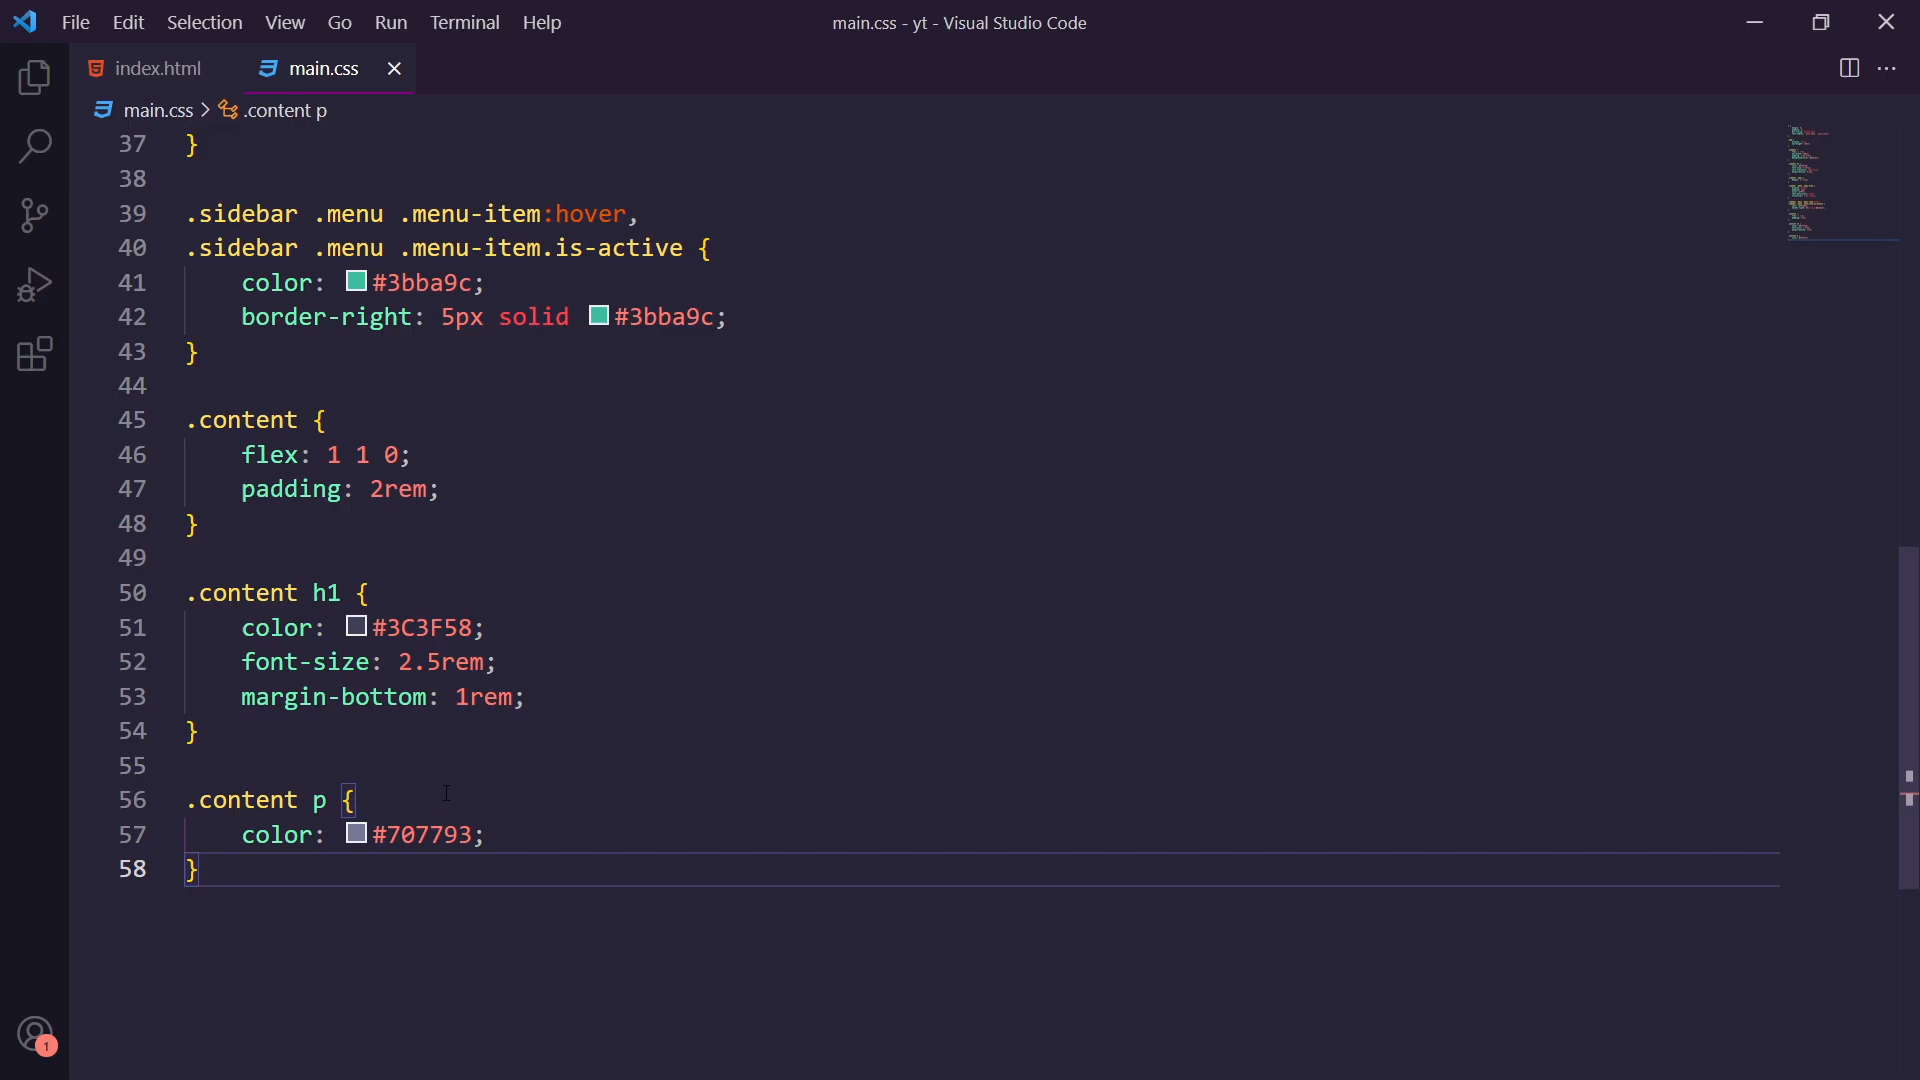 File Edit Selection View Go Run Terminal Help main.css - yt - Visual Studio Code
index.html main.css
main.css > .content p
37 }
38
39 .sidebar .menu .menu-item:hover,
40 .sidebar .menu .menu-item.is-active {
41 color: #3bba9c;
42 border-right: 5px solid #3bba9c;
43 }
44
45 .content {
46 flex: 1 1 0;
47 padding: 2rem;
48 }
49
50 .content h1 {
51 color: #3C3F58;
52 font-size: 2.5rem;
53 margin-bottom: 1rem;
54 }
55
56 .content p {
57 color: #707793;
58 }
1